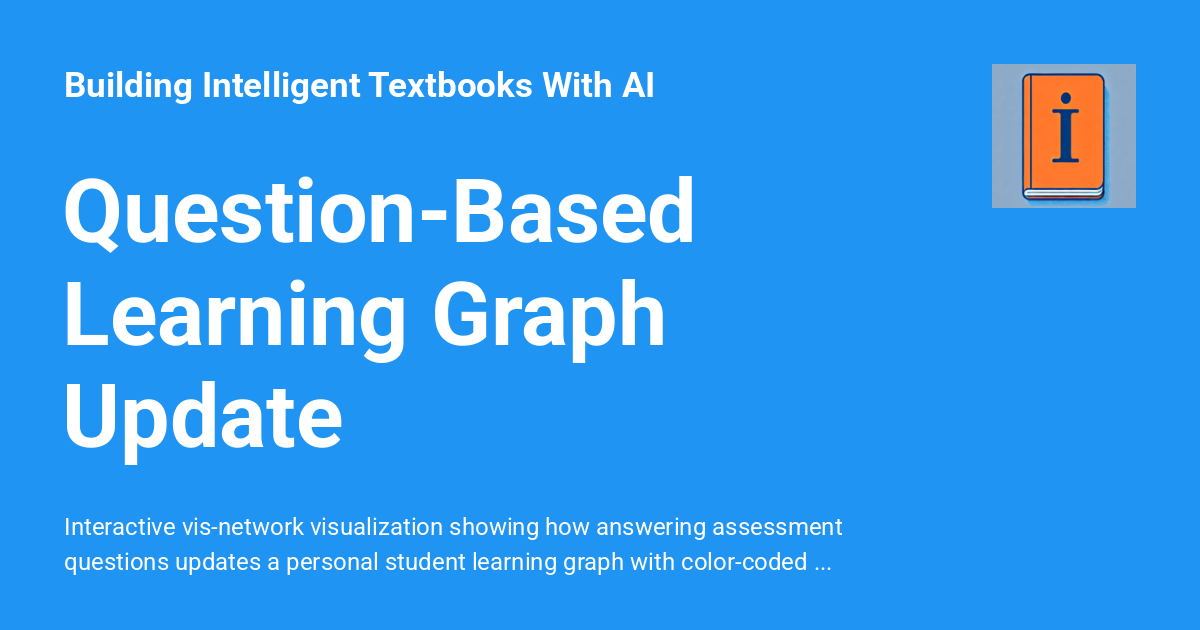 Building Intelligent Textbooks With AI
i
Question-Based
Learning Graph
Update
Interactive vis-network visualization showing how answering assessment
questions updates a personal student learning graph with color-coded ...